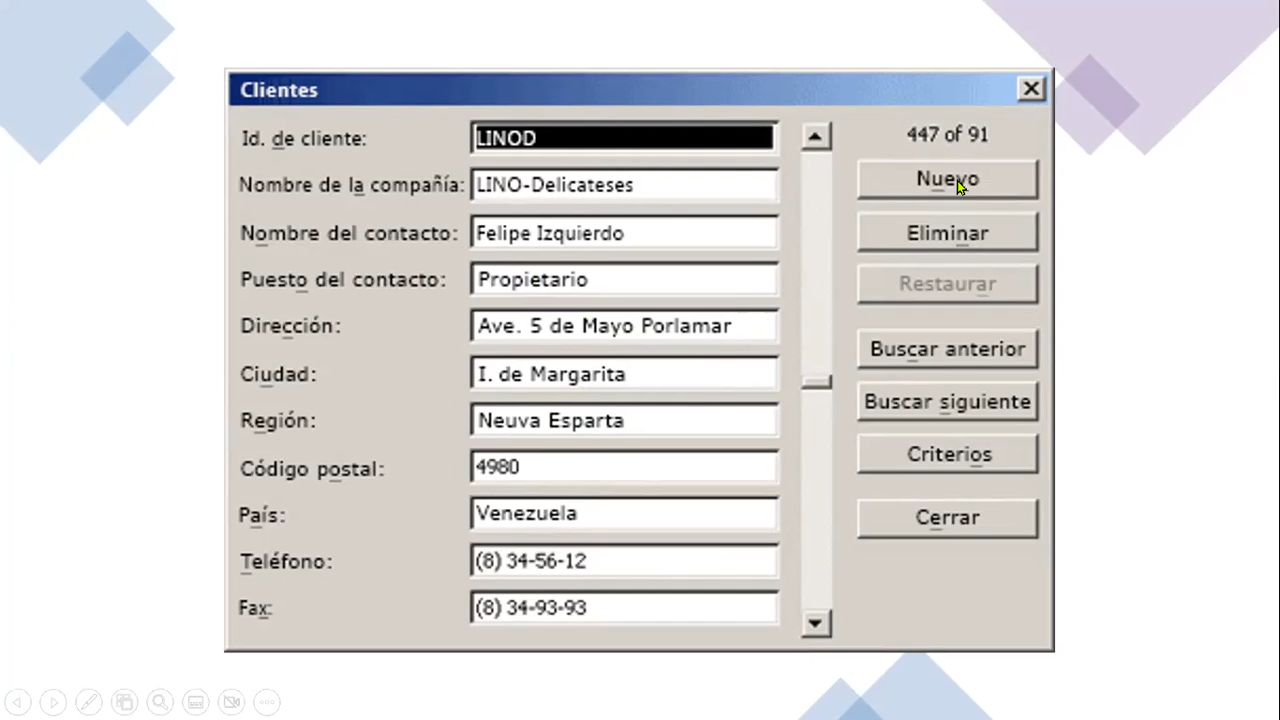 Clientes
Id. de cliente: LINOD
447 of 91
Nombre de la compañía: LINO-Delicateses
Nuevo
Nombre del contacto: Felipe Izquierdo
Eliminar
Puesto del contacto: Propietario
Restaurar
Dirección: Ave. 5 de Mayo Porlamar
Buscar anterior
Ciudad: I. de Margarita
Buscar siguiente
Región: Neuva Esparta
Criterios
Código postal: 4980
País: Venezuela
Cerrar
Teléfono: (8) 34-56-12
Fax: (8) 34-93-93